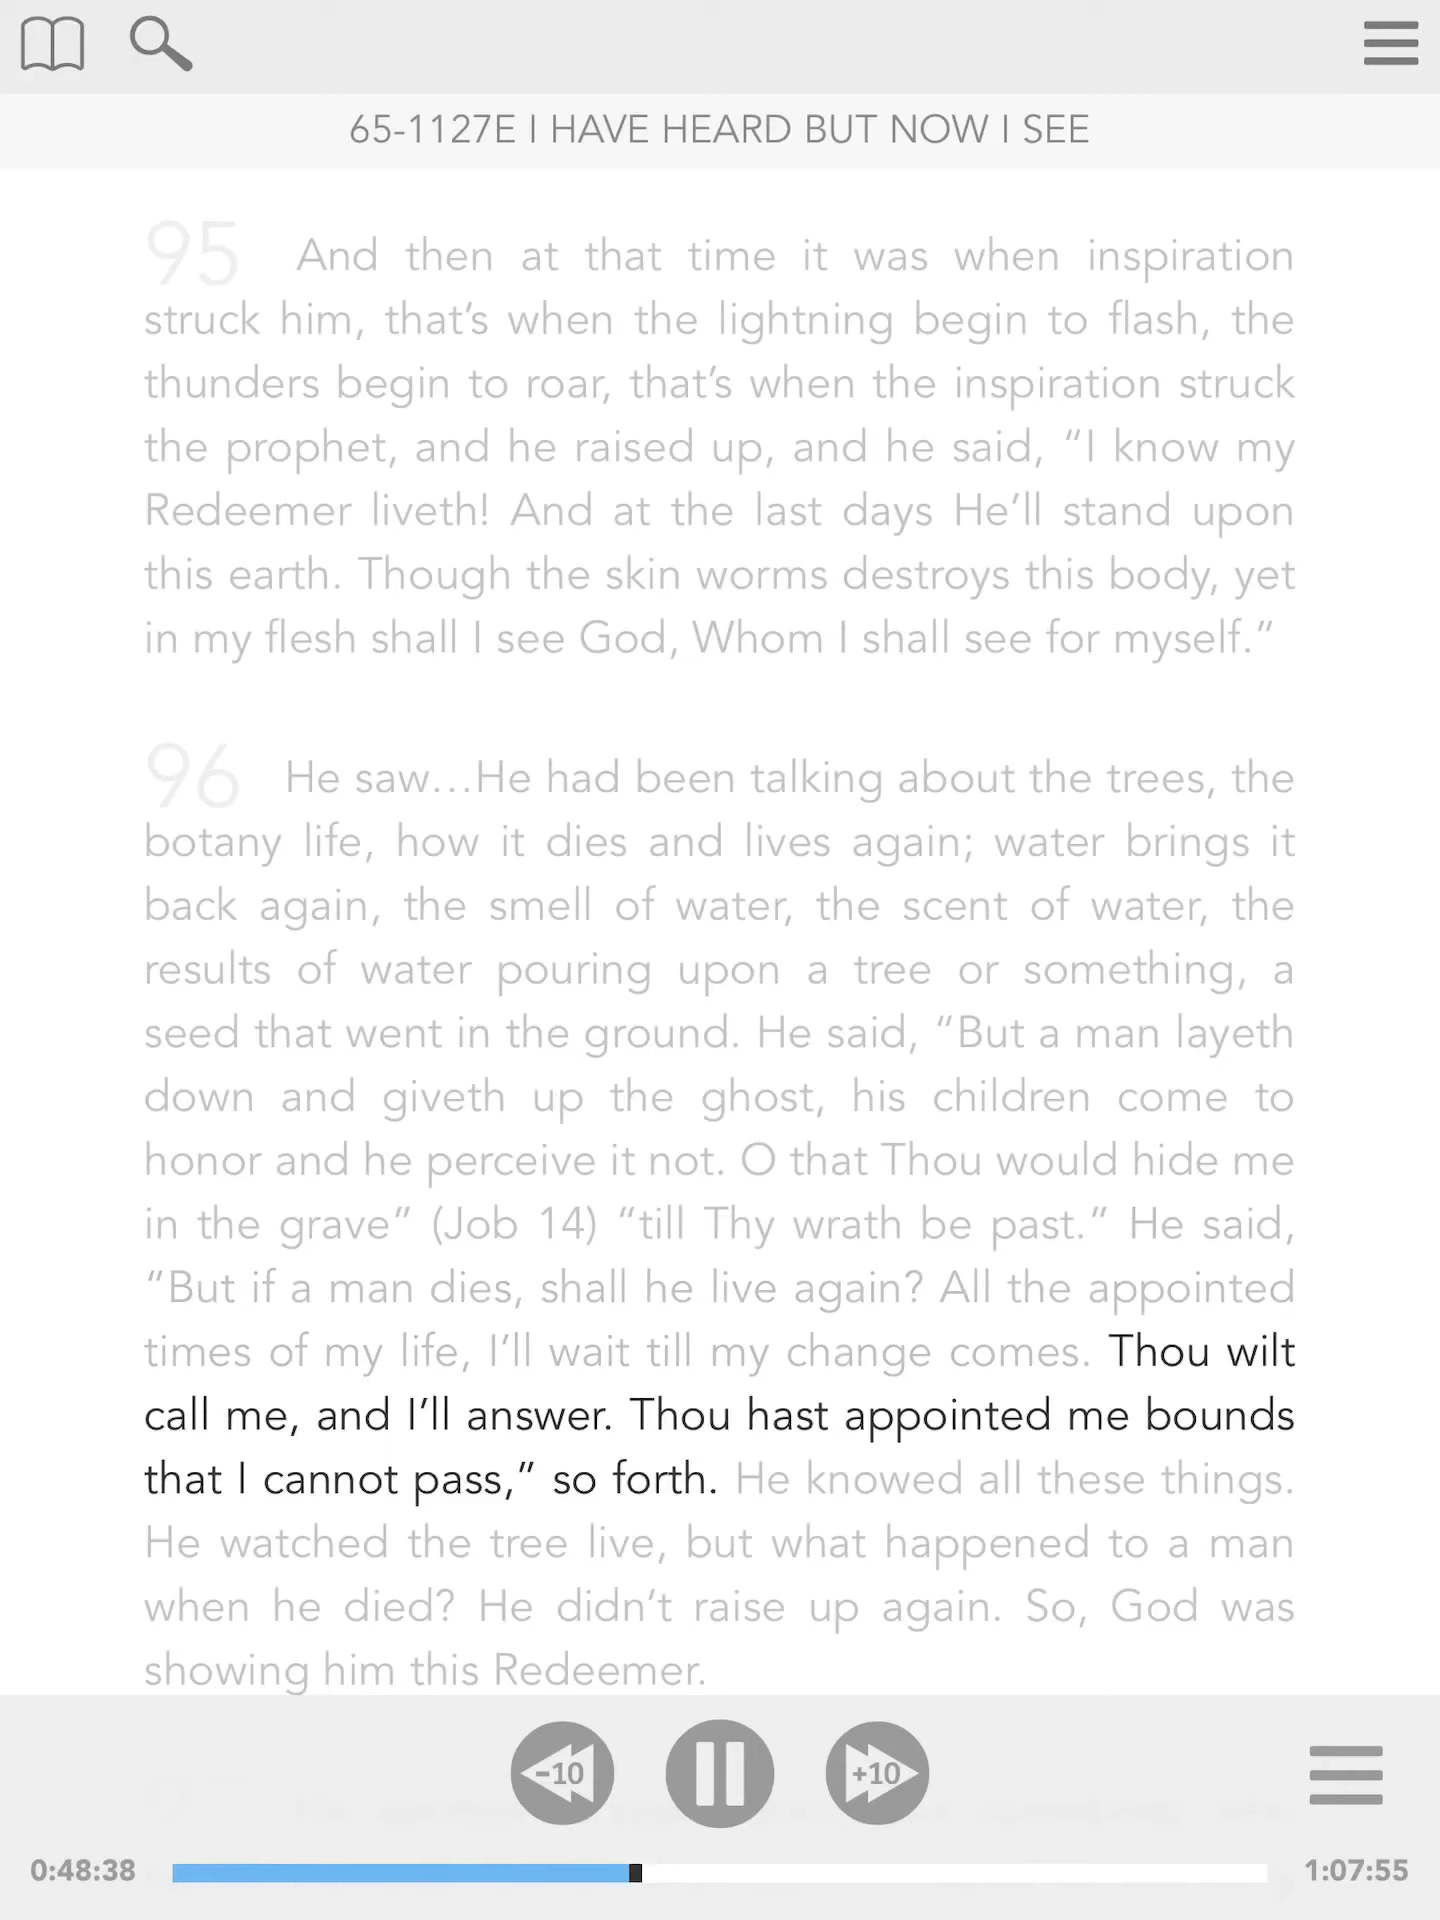 65-1127E I HAVE HEARD BUT NOW I SEE
95 And then at that time it was when inspiration
struck him, that’s when the lightning begin to flash, the
thunders begin to roar, that’s when the inspiration struck
the prophet, and he raised up, and he said, “I know my
Redeemer liveth! And at the last days He’ll stand upon
this earth. Though the skin worms destroys this body, yet
in my flesh shall I see God, Whom I shall see for myself.”
96 He saw…He had been talking about the trees, the
botany life, how it dies and lives again; water brings it
back again, the smell of water, the scent of water, the
results of water pouring upon a tree or something, a
seed that went in the ground. He said, “But a man layeth
down and giveth up the ghost, his children come to
honor and he perceive it not. O that Thou would hide me
in the grave” (Job 14) “till Thy wrath be past.” He said,
“But if a man dies, shall he live again? All the appointed
times of my life, I’ll wait till my change comes. Thou wilt
call me, and I’ll answer. Thou hast appointed me bounds
that I cannot pass,” so forth. He knowed all these things.
He watched the tree live, but what happened to a man
when he died? He didn’t raise up again. So, God was
showing him this Redeemer.
-10 +10
0:48:38 1:07:55